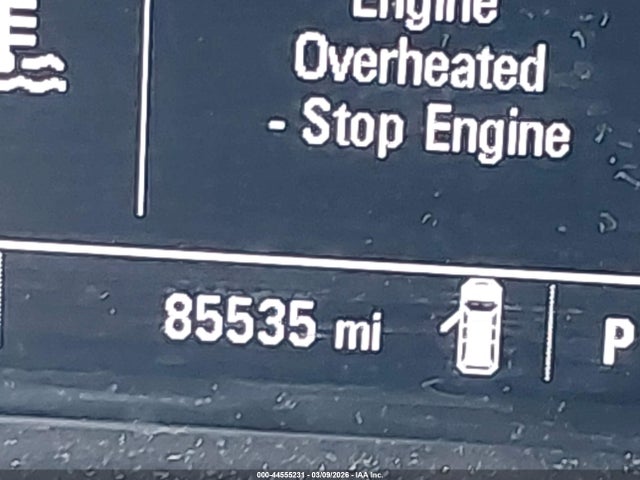 Engine
Overheated
- Stop Engine
85535 mi
P
000-44555231 - 03/09/2026 - IAA Inc.